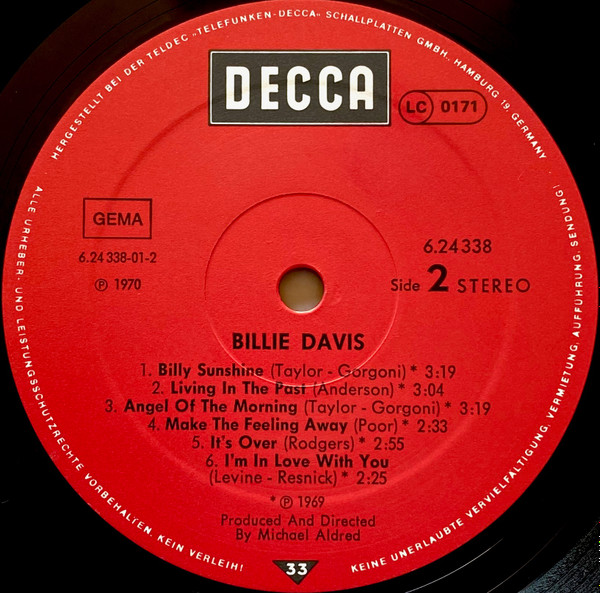 HERGESTELLT BEI DER TELDEC „TELEFUNKEN-DECCA“ SCHALLPLATTEN GMBH, HAMBURG 19, GERMANY
DECCA
LC 0171
GEMA
6.24 338-01-2
℗ 1970
6.24 338
Side 2 STEREO
BILLIE DAVIS
1. Billy Sunshine (Taylor - Gorgoni) * 3:19
2. Living In The Past (Anderson) * 3:04
3. Angel Of The Morning (Taylor - Gorgoni) * 3:19
4. Make The Feeling Away (Poor) * 2:33
5. It's Over (Rodgers) * 2:55
6. I'm In Love With You
(Levine - Resnick) * 2:25
* ℗ 1969
Produced And Directed
By Michael Aldred
33
ALLE URHEBER- UND LEISTUNGSSCHUTZRECHTE VORBEHALTEN. KEIN VERLEIH!
KEINE UNERLAUBTE VERVIELFÄLTIGUNG, VERMIETUNG, AUFFÜHRUNG, SENDUNG!